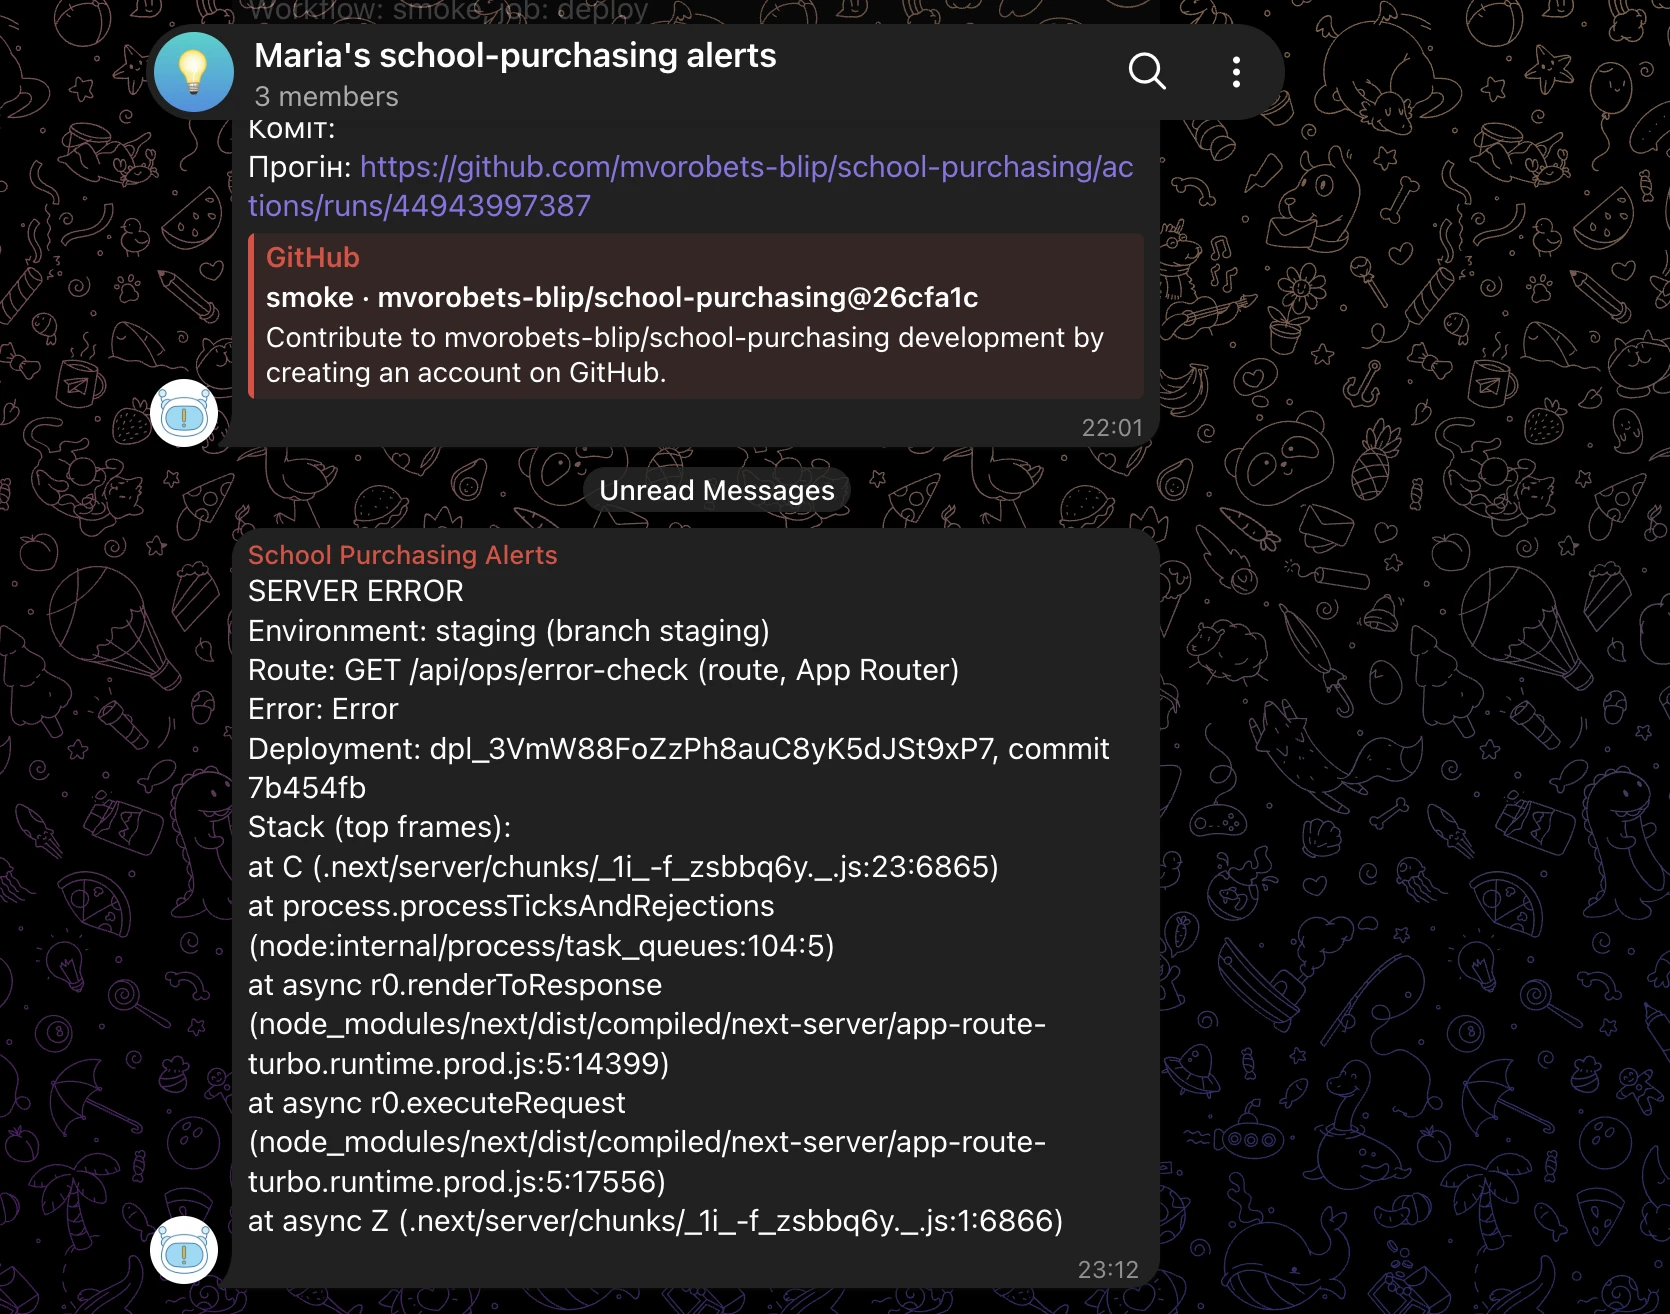 Workflow: smoke, job: deploy
Maria's school-purchasing alerts
3 members
Коміт:
Прогін: https://github.com/mvorobets-blip/school-purchasing/ac
tions/runs/44943997387
GitHub
smoke · mvorobets-blip/school-purchasing@26cfa1c
Contribute to mvorobets-blip/school-purchasing development by
creating an account on GitHub.
22:01
Unread Messages
School Purchasing Alerts
SERVER ERROR
Environment: staging (branch staging)
Route: GET /api/ops/error-check (route, App Router)
Error: Error
Deployment: dpl_3VmW88FoZzPh8auC8yK5dJSt9xP7, commit
7b454fb
Stack (top frames):
at C (.next/server/chunks/_1i_-f_zsbbq6y._.js:23:6865)
at process.processTicksAndRejections
(node:internal/process/task_queues:104:5)
at async r0.renderToResponse
(node_modules/next/dist/compiled/next-server/app-route-
turbo.runtime.prod.js:5:14399)
at async r0.executeRequest
(node_modules/next/dist/compiled/next-server/app-route-
turbo.runtime.prod.js:5:17556)
at async Z (.next/server/chunks/_1i_-f_zsbbq6y._.js:1:6866)
23:12